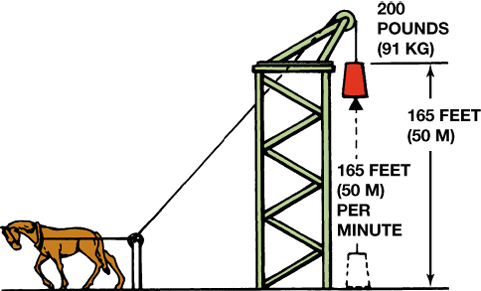 200
POUNDS
(91 KG)
165 FEET
(50 M)
165 FEET
(50 M)
PER
MINUTE